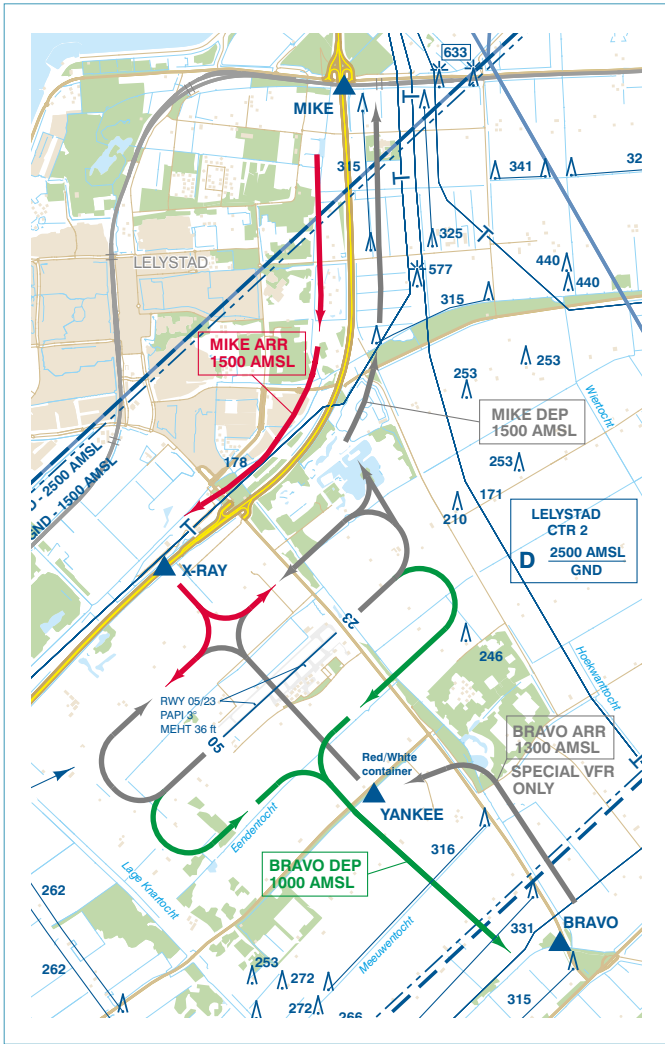 633
MIKE
315
341
32
325
LELYSTAD
577
440
440
315
MIKE ARR
1500 AMSL
253
253
Wiertocht
MIKE DEP
1500 AMSL
178
253
- 2500 AMSL
GND - 1500 AMSL
171
210
LELYSTAD
CTR 2
D 2500 AMSL
GND
X-RAY
23
246
Hoekwanttocht
RWY 05/23
PAPI 3°
MEHT 36 ft
05
BRAVO ARR
1300 AMSL
SPECIAL VFR
ONLY
Red/White
container
YANKEE
Eendentocht
316
BRAVO DEP
1000 AMSL
Lage Knartocht
262
Meeuwentocht
331
BRAVO
262
253
272
272
315
266